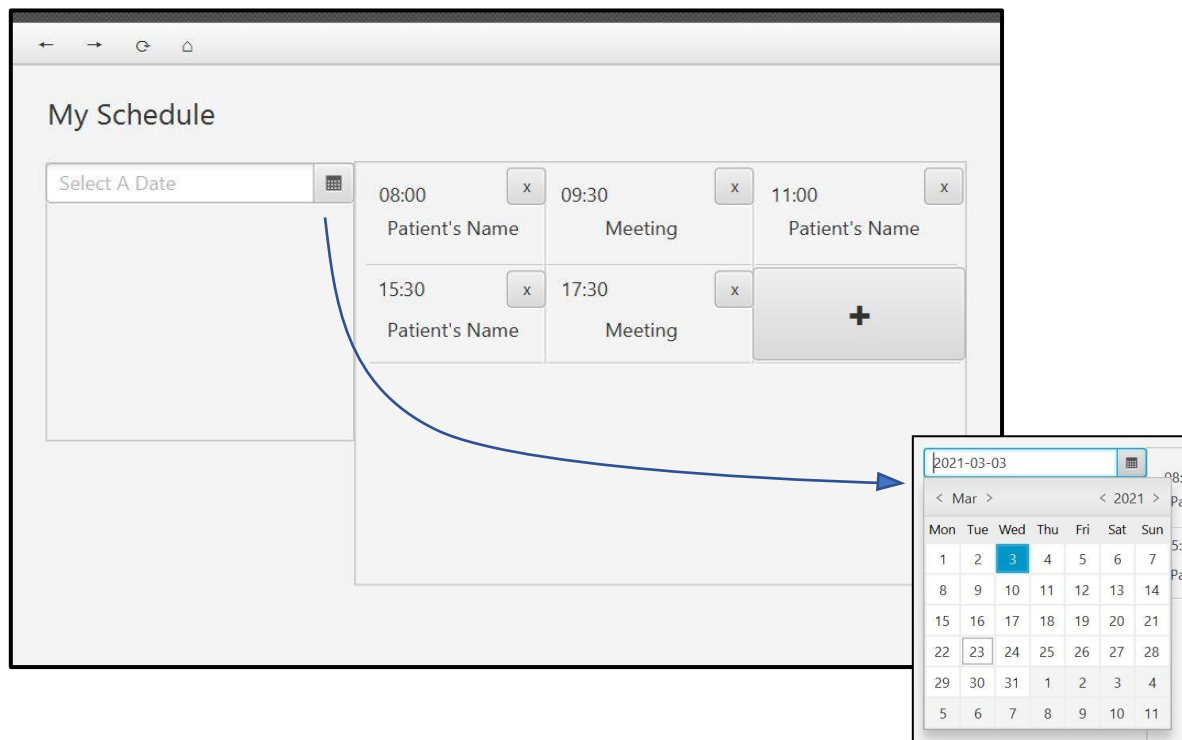 My Schedule
Select A Date
08:00 x 09:30 x 11:00 x
Patient's Name Meeting Patient's Name
15:30 x 17:30 x
Patient's Name Meeting
+
2021-03-03
08:
< Mar > < 2021 >
Pa
Mon Tue Wed Thu Fri Sat Sun
5:
1 2 3 4 5 6 7
Pa
8 9 10 11 12 13 14
15 16 17 18 19 20 21
22 23 24 25 26 27 28
29 30 31 1 2 3 4
5 6 7 8 9 10 11